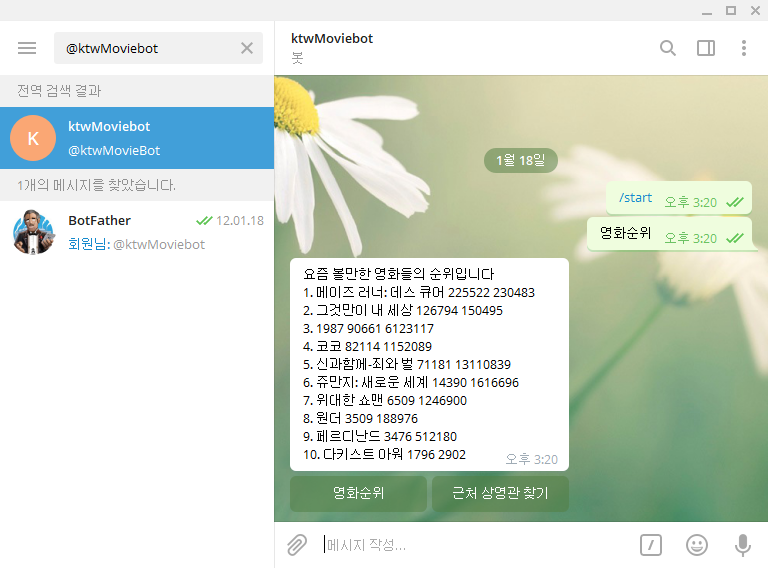 @ktwMoviebot
전역 검색 결과
K
ktwMoviebot
@ktwMovieBot
1개의 메시지를 찾았습니다.
BotFather
12.01.18
회원님: @ktwMoviebot
ktwMoviebot
봇
1월 18일
/start 오후 3:20
영화순위 오후 3:20
요즘 볼만한 영화들의 순위입니다
1. 메이즈 러너: 데스 큐어 225522 230483
2. 그것만이 내 세상 126794 150495
3. 1987 90661 6123117
4. 코코 82114 1152089
5. 신과함께-죄와 벌 71181 13110839
6. 쥬만지: 새로운 세계 14390 1616696
7. 위대한 쇼맨 6509 1246900
8. 원더 3509 188976
9. 페르디난드 3476 512180
10. 다키스트 아워 1796 2902
오후 3:20
영화순위
근처 상영관 찾기
메시지 작성...